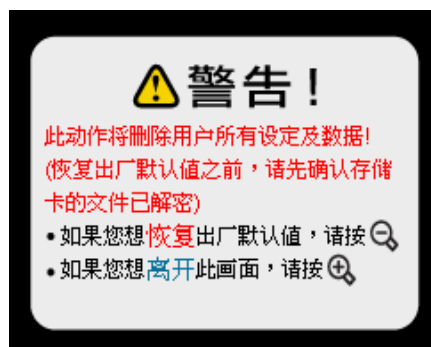 警告！
此动作将删除用户所有设定及数据!
(恢复出厂默认值之前，请先确认存储
卡的文件已解密)
•如果您想恢复出厂默认值，请按
•如果您想离开此画面，请按